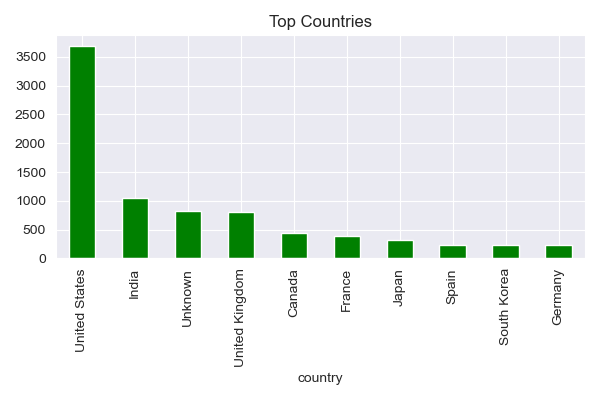 Top Countries
3500
3000
2500
2000
1500
1000
500
0
United States
India
Unknown
United Kingdom
Canada
France
Japan
Spain
South Korea
Germany
country